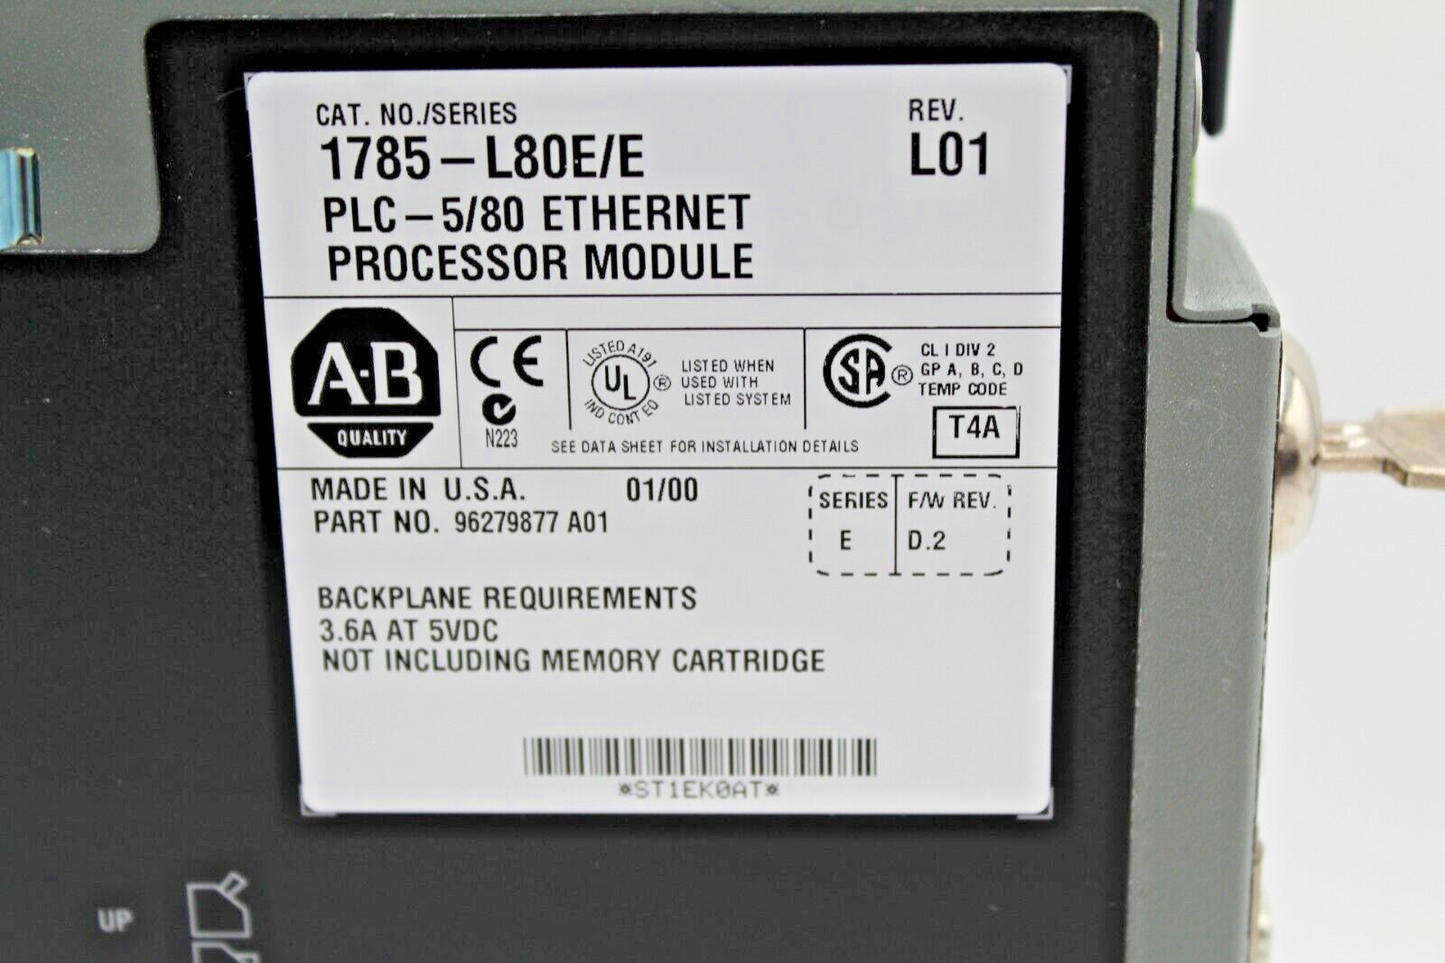 CAT. NO./SERIES
REV.
1785-L80E/E
L01
PLC-5/80 ETHERNET
PROCESSOR MODULE
A·B
QUALITY
CE
N223
LISTED A191
UL ®
IND CONT EQ
LISTED WHEN
USED WITH
LISTED SYSTEM
SA ®
CL I DIV 2
GP A, B, C, D
TEMP CODE
T4A
SEE DATA SHEET FOR INSTALLATION DETAILS
MADE IN U.S.A. 01/00
PART NO. 96279877 A01
SERIES F/W REV.
E D.2
BACKPLANE REQUIREMENTS
3.6A AT 5VDC
NOT INCLUDING MEMORY CARTRIDGE
*ST1EK0AT*
UP